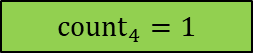 count₄ = 1